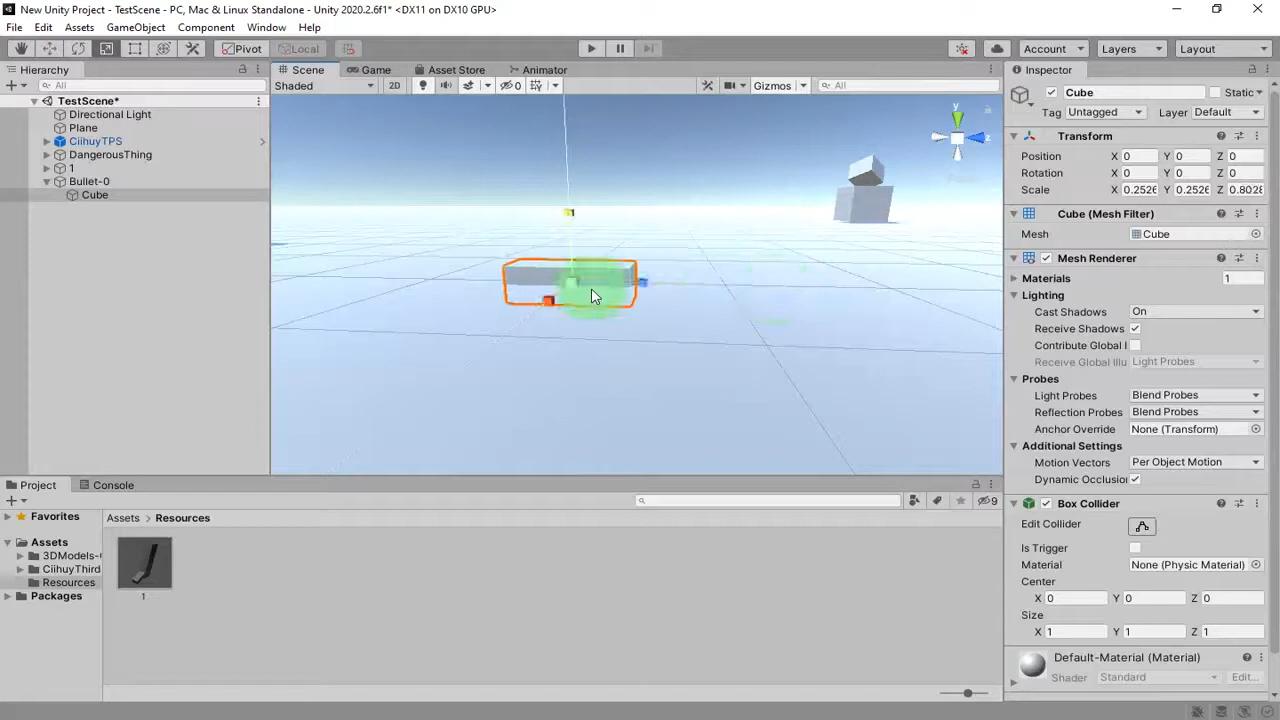 New Unity Project - TestScene - PC, Mac & Linux Standalone - Unity 2020.2.6f1* <DX11 on DX10 GPU>
File Edit Assets GameObject Component Window Help
Pivot Local Account Layers Layout
Hierarchy Scene Game Asset Store Animator Inspector
All Shaded 2D 0 Gizmos All
Cube Static
Tag Untagged Layer Default
TestScene*
Directional Light
Plane
CiihuyTPS
DangerousThing
1
Bullet-0
Cube
y
z
Transform
Position X 0 Y 0 Z 0
Rotation X 0 Y 0 Z 0
Scale X 0.2526 Y 0.2526 Z 0.8028
Cube (Mesh Filter)
Mesh Cube
Mesh Renderer
Materials 1
Lighting
Cast Shadows On
Receive Shadows
Contribute Global I
Receive Global Illu Light Probes
Probes
Light Probes Blend Probes
Reflection Probes Blend Probes
Anchor Override None (Transform)
Additional Settings
Motion Vectors Per Object Motion
Dynamic Occlusion
Box Collider
Edit Collider
Is Trigger
Material None (Physic Material)
Center
X 0 Y 0 Z 0
Size
X 1 Y 1 Z 1
Default-Material (Material)
Shader Standard Edit...
Project Console
9
Favorites
Assets
3DModels-
CiihuyThird
Resources
Packages
Assets > Resources
1